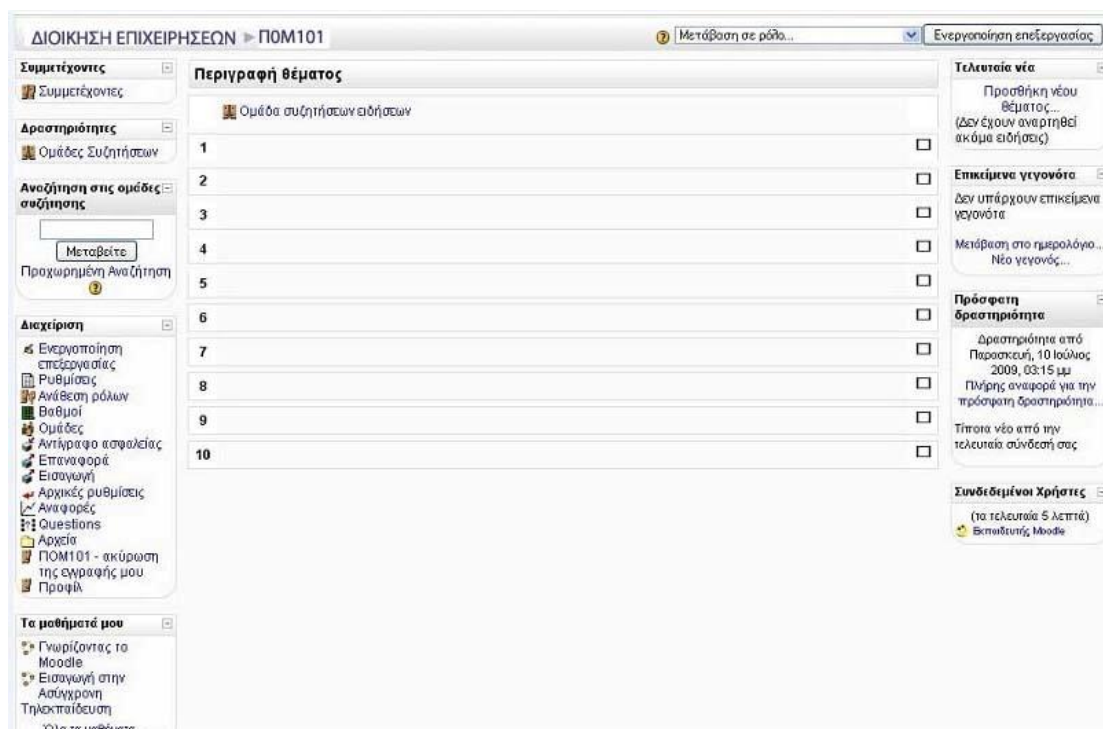 ΔΙΟΙΚΗΣΗ ΕΠΙΧΕΙΡΗΣΕΩΝ ► ΠΟΜ101
Μετάβαση σε ρόλο...
Ενεργοποίηση επεξεργασίας
Συμμετέχοντες
Συμμετέχοντες
Δραστηριότητες
Ομάδες Συζητήσεων
Αναζήτηση στις ομάδες
συζήτησης
Μεταβείτε
Προχωρημένη Αναζήτηση
Διαχείριση
Ενεργοποίηση
επεξεργασίας
Ρυθμίσεις
Ανάθεση ρόλων
Βαθμοί
Ομάδες
Αντίγραφο ασφαλείας
Επαναφορά
Εισαγωγή
Αρχικές ρυθμίσεις
Αναφορές
Questions
Αρχεία
ΠΟΜ101 - ακύρωση
της εγγραφής μου
Προφίλ
Τα μαθήματά μου
Γνωρίζοντας το
Moodle
Εισαγωγή στην
Ασύγχρονη
Τηλεκπαίδευση
Περιγραφή θέματος
Ομάδα συζητήσεων ειδήσεων
1
2
3
4
5
6
7
8
9
10
Τελευταία νέα
Προσθήκη νέου
θέματος...
(Δεν έχουν αναρτηθεί
ακόμα ειδήσεις)
Επικείμενα γεγονότα
Δεν υπάρχουν επικείμενα
γεγονότα
Μετάβαση στο ημερολόγιο...
Νέο γεγονός...
Πρόσφατη
δραστηριότητα
Δραστηριότητα από
Παρασκευή, 10 Ιούλιος
2009, 03:15 μμ
Πλήρης αναφορά για την
πρόσφατη δραστηριότητα...
Τίποτα νέο από την
τελευταία σύνδεσή σας
Συνδεδεμένοι Χρήστες
(τα τελευταία 5 λεπτά)
Εκπαιδευτής Moodle